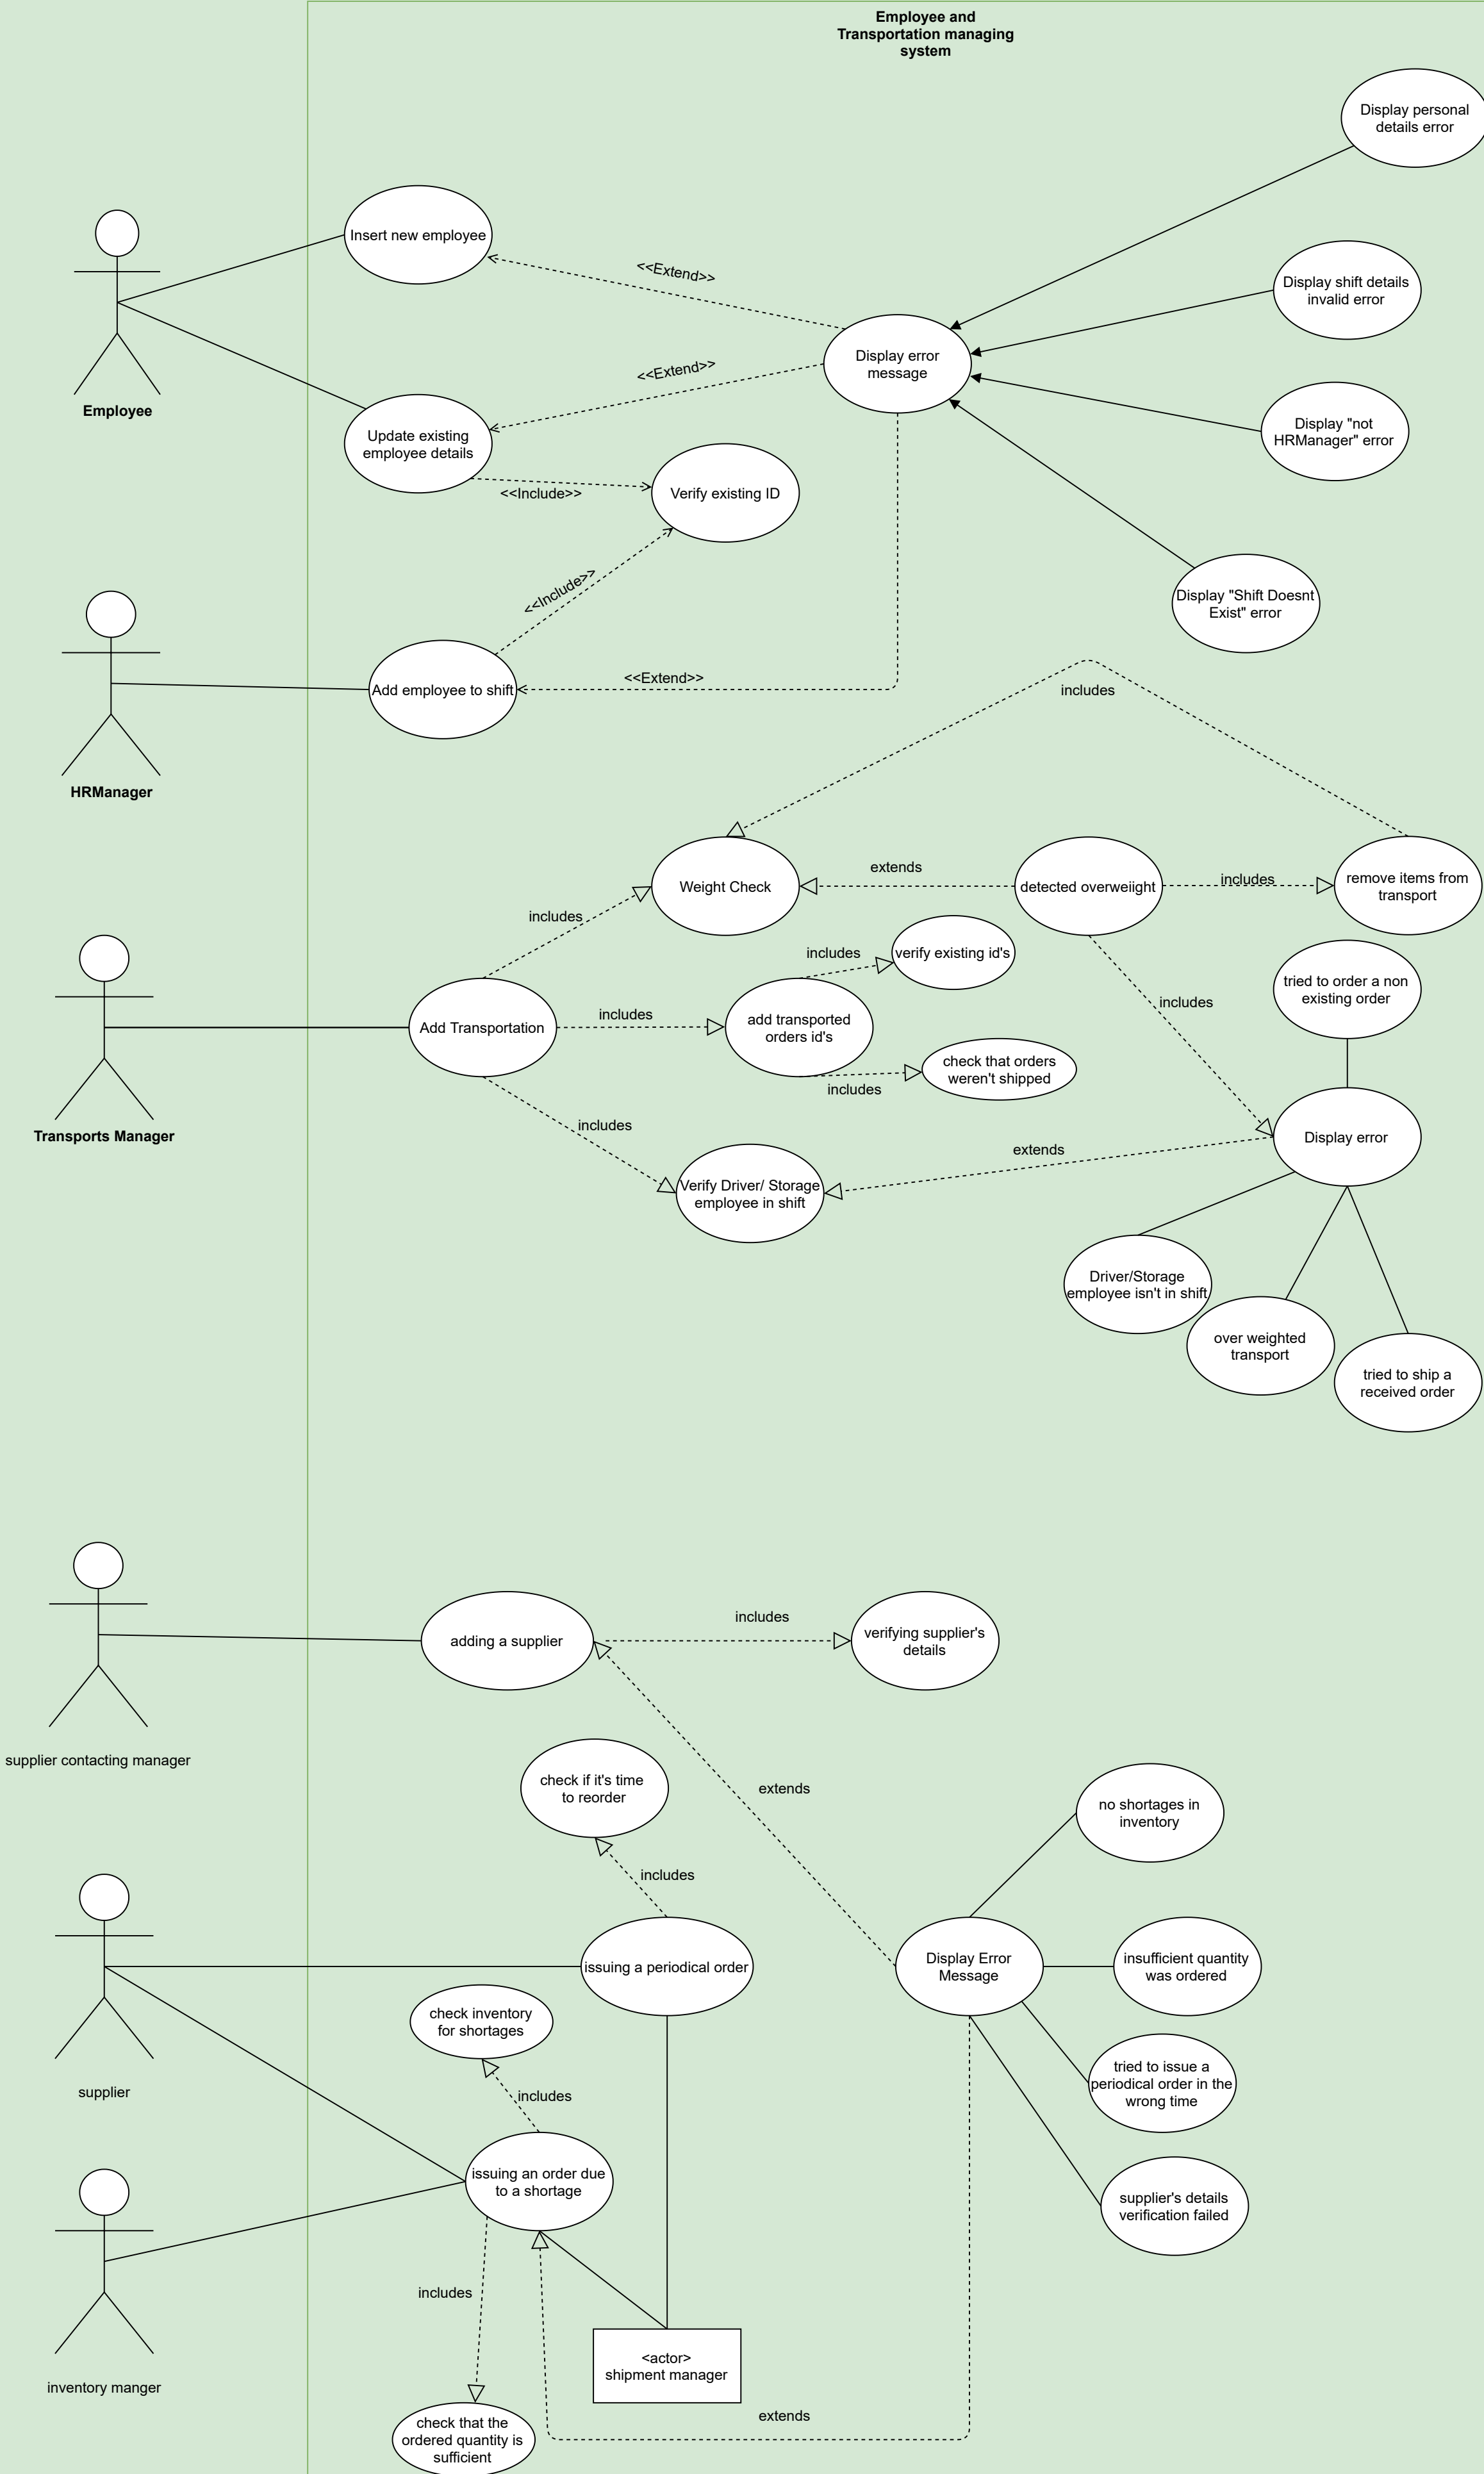 Employee and
Transportation managing
system
Display personal
details error
Insert new employee
<<Extend>>
Display shift details
invalid error
Display error
message
<<Extend>>
Employee
Update existing
employee details
Display "not
HRManager" error
<<Include>>
Verify existing ID
<<Include>>
Display "Shift Doesnt
Exist" error
Add employee to shift
<<Extend>>
includes
HRManager
Weight Check
extends
detected overweiight
includes
remove items from
transport
includes
includes
verify existing id's
tried to order a non
existing order
includes
Add Transportation
includes
add transported
orders id's
check that orders
weren't shipped
includes
Transports Manager
includes
Display error
extends
Verify Driver/ Storage
employee in shift
Driver/Storage
employee isn't in shift
over weighted
transport
tried to ship a
received order
adding a supplier
includes
verifying supplier's
details
supplier contacting manager
check if it's time
to reorder
extends
no shortages in
inventory
includes
issuing a periodical order
Display Error
Message
insufficient quantity
was ordered
check inventory
for shortages
supplier
includes
tried to issue a
periodical order in the
wrong time
issuing an order due
to a shortage
supplier's details
verification failed
includes
<actor>
shipment manager
inventory manger
extends
check that the
ordered quantity is
sufficient